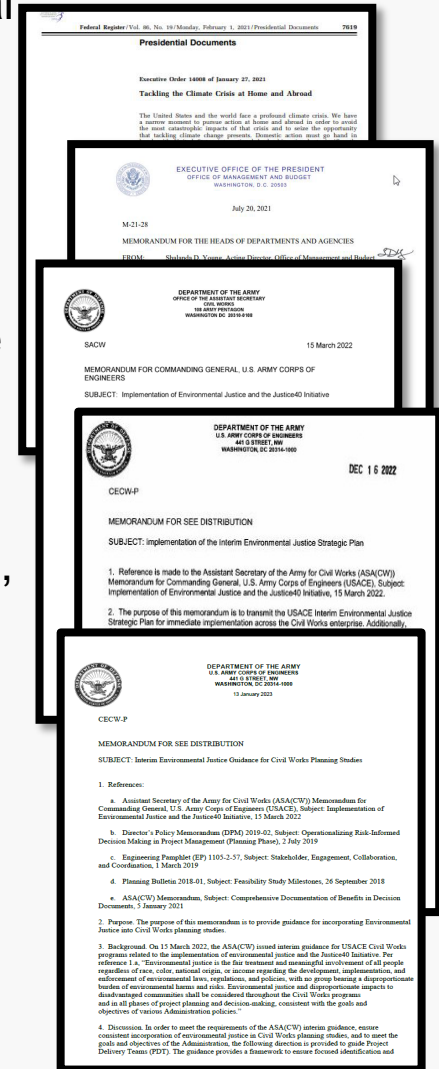 Federal Register / Vol. 86, No. 19 / Monday, February 1, 2021 / Presidential Documents 7619
Presidential Documents
Executive Order 14008 of January 27, 2021
Tackling the Climate Crisis at Home and Abroad
The United States and the world face a profound climate crisis. We have
a narrow moment to pursue action at home and abroad in order to avoid
the most catastrophic impacts of that crisis and to seize the opportunity
that tackling climate change presents. Domestic action must go hand in
EXECUTIVE OFFICE OF THE PRESIDENT
OFFICE OF MANAGEMENT AND BUDGET
WASHINGTON, D.C. 20503
July 20, 2021
M-21-28
MEMORANDUM FOR THE HEADS OF DEPARTMENTS AND AGENCIES
FROM: Shalanda D. Young, Acting Director, Office of Management and Budget
DEPARTMENT OF THE ARMY
OFFICE OF THE ASSISTANT SECRETARY
CIVIL WORKS
108 ARMY PENTAGON
WASHINGTON DC 20310-0108
SACW 15 March 2022
MEMORANDUM FOR COMMANDING GENERAL, U.S. ARMY CORPS OF
ENGINEERS
SUBJECT: Implementation of Environmental Justice and the Justice40 Initiative
DEPARTMENT OF THE ARMY
U.S. ARMY CORPS OF ENGINEERS
441 G STREET, NW
WASHINGTON, DC 20314-1000
DEC 16 2022
CECW-P
MEMORANDUM FOR SEE DISTRIBUTION
SUBJECT: implementation of the Interim Environmental Justice Strategic Plan
1. Reference is made to the Assistant Secretary of the Army for Civil Works (ASA(CW))
Memorandum for Commanding General, U.S. Army Corps of Engineers (USACE), Subject:
Implementation of Environmental Justice and the Justice40 Initiative, 15 March 2022.
2. The purpose of this memorandum is to transmit the USACE Interim Environmental Justice
Strategic Plan for immediate implementation across the Civil Works enterprise. Additionally,
DEPARTMENT OF THE ARMY
U.S. ARMY CORPS OF ENGINEERS
441 G STREET, NW
WASHINGTON, DC 20314-1000
13 January 2023
CECW-P
MEMORANDUM FOR SEE DISTRIBUTION
SUBJECT: Interim Environmental Justice Guidance for Civil Works Planning Studies
1. References:
a. Assistant Secretary of the Army for Civil Works (ASA(CW)) Memorandum for
Commanding General, U.S. Army Corps of Engineers (USACE), Subject: Implementation of
Environmental Justice and the Justice40 Initiative, 15 March 2022
b. Director's Policy Memorandum (DPM) 2019-02, Subject: Operationalizing Risk-Informed
Decision Making in Project Management (Planning Phase), 2 July 2019
c. Engineering Pamphlet (EP) 1105-2-57, Subject: Stakeholder, Engagement, Collaboration,
and Coordination, 1 March 2019
d. Planning Bulletin 2018-01, Subject: Feasibility Study Milestones, 26 September 2018
e. ASA(CW) Memorandum, Subject: Comprehensive Documentation of Benefits in Decision
Documents, 5 January 2021
2. Purpose. The purpose of this memorandum is to provide guidance for incorporating Environmental
Justice into Civil Works planning studies.
3. Background. On 15 March 2022, the ASA(CW) issued interim guidance for USACE Civil Works
programs related to the implementation of environmental justice and the Justice40 Initiative. Per
reference 1.a, "Environmental justice is the fair treatment and meaningful involvement of all people
regardless of race, color, national origin, or income regarding the development, implementation, and
enforcement of environmental laws, regulations, and policies, with no group bearing a disproportionate
burden of environmental harms and risks. Environmental justice and disproportionate impacts to
disadvantaged communities shall be considered throughout the Civil Works programs
and in all phases of project planning and decision-making, consistent with the goals and
objectives of various Administration policies."
4. Discussion. In order to meet the requirements of the ASA(CW) interim guidance, ensure
consistent incorporation of environmental justice in Civil Works planning studies, and to meet the
goals and objectives of the Administration, the following direction is provided to guide Project
Delivery Teams (PDT). The guidance provides a framework to ensure focused identification and